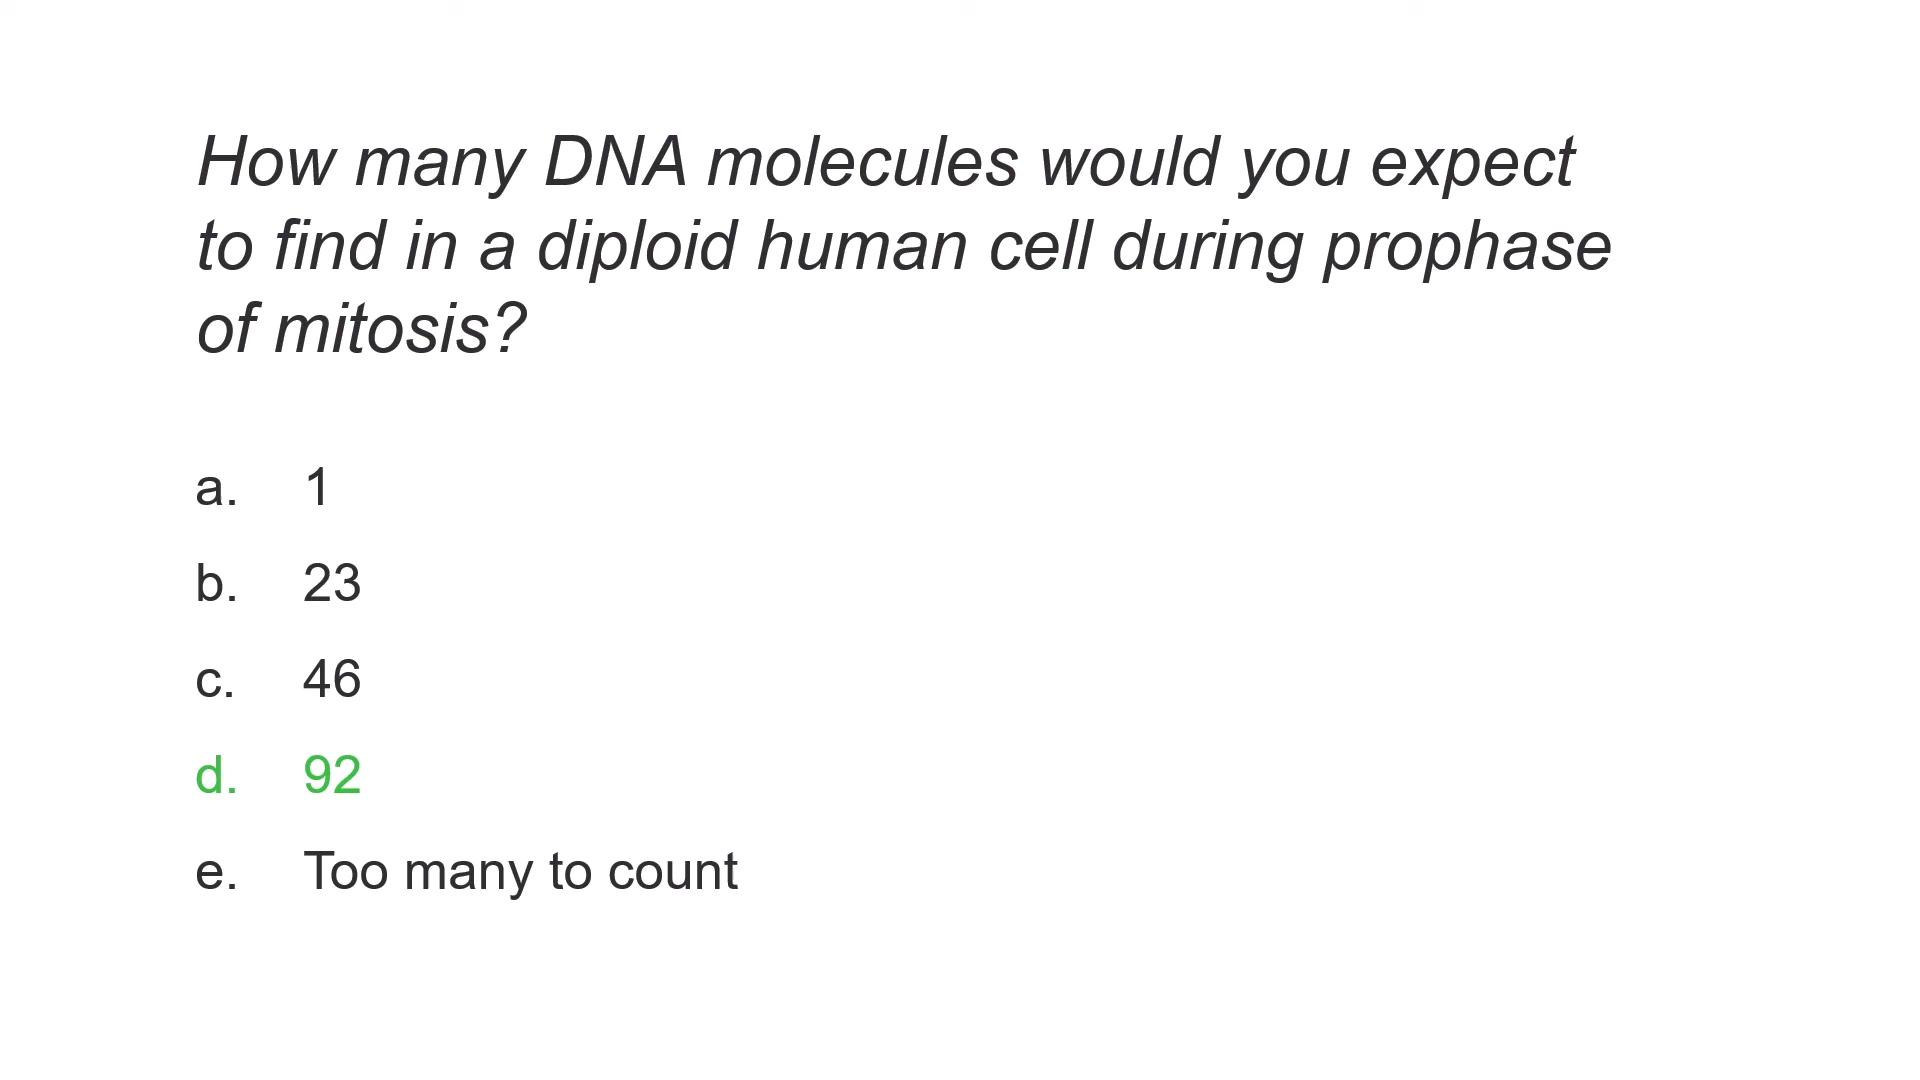 How many DNA molecules would you expect
to find in a diploid human cell during prophase
of mitosis?
a. 1
b. 23
c. 46
d. 92
e. Too many to count